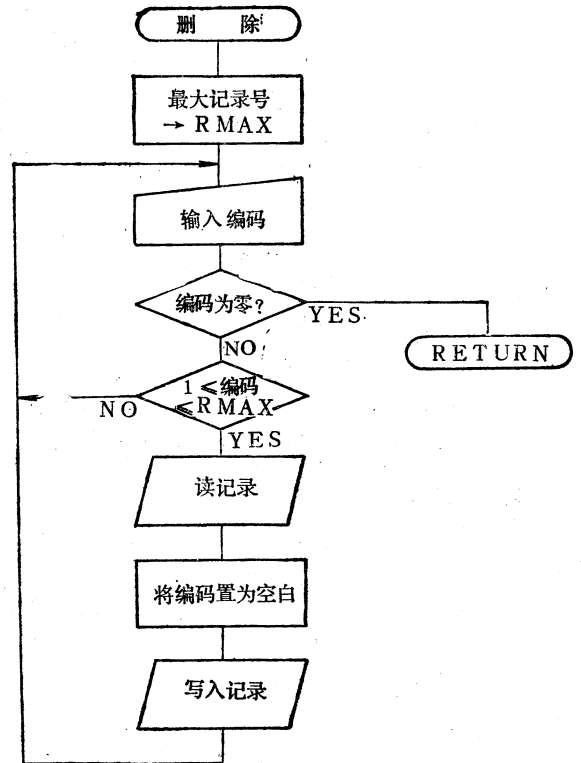 删 除
最大记录号
→ RMAX
输入编码
编码为零?
YES
RETURN
NO
1 ≤编码
≤RMAX
NO
YES
读记录
将编码置为空白
写入记录